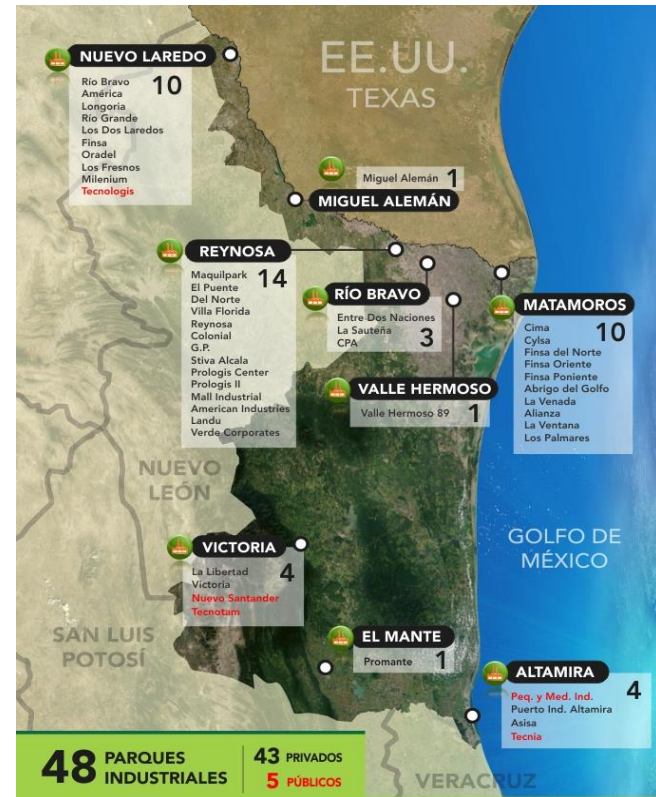 EE.UU.
TEXAS
NUEVO LAREDO
10
Río Bravo
América
Longoria
Río Grande
Los Dos Laredos
Finsa
Oradel
Los Fresnos
Milenium
Tecnologis
Miguel Alemán 1
MIGUEL ALEMÁN
REYNOSA
14
Maquilpark
El Puente
Del Norte
Villa Florida
Reynosa
Colonial
G.P.
Stiva Alcala
Prologis Center
Prologis II
Mall Industrial
American Industries
Landu
Verde Corporates
RÍO BRAVO
Entre Dos Naciones
La Sauteña
CPA
3
MATAMOROS
10
Cima
Cylsa
Finsa del Norte
Finsa Oriente
Finsa Poniente
Abrigo del Golfo
La Venada
Alianza
La Ventana
Los Palmares
VALLE HERMOSO
Valle Hermoso 89 1
NUEVO
LEÓN
GOLFO DE
MÉXICO
VICTORIA
4
La Libertad
Victoria
Nuevo Santander
Tecnotam
SAN LUIS
POTOSÍ
EL MANTE
Promante 1
ALTAMIRA
4
Peq. y Med. Ind.
Puerto Ind. Altamira
Asisa
Tecnia
48 PARQUES
INDUSTRIALES
43 PRIVADOS
5 PÚBLICOS
VERACRUZ